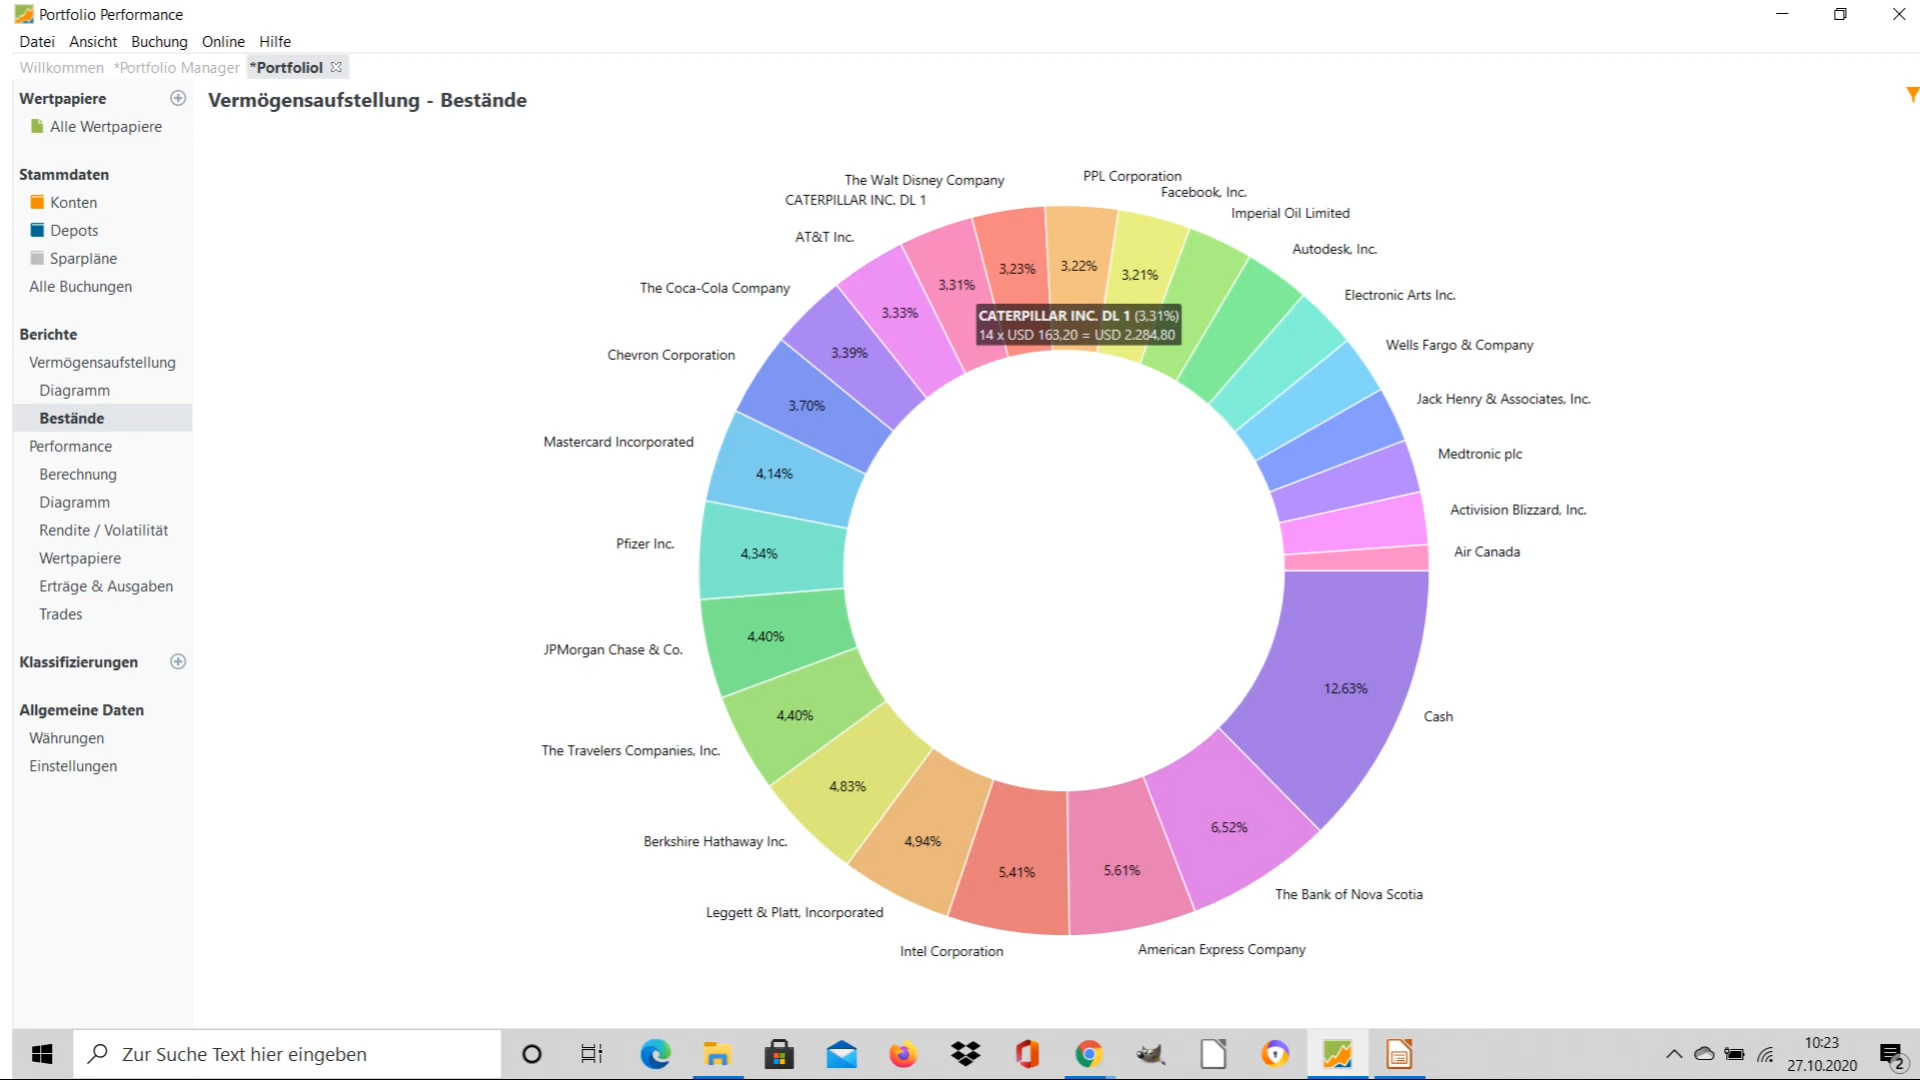 Portfolio Performance
Datei Ansicht Buchung Online Hilfe
Willkommen *Portfolio Manager *PortfolioI
Wertpapiere
Alle Wertpapiere
Stammdaten
Konten
Depots
Sparpläne
Alle Buchungen
Berichte
Vermögensaufstellung
Diagramm
Bestände
Performance
Berechnung
Diagramm
Rendite / Volatilität
Wertpapiere
Erträge & Ausgaben
Trades
Klassifizierungen
Allgemeine Daten
Währungen
Einstellungen
Vermögensaufstellung - Bestände
PPL Corporation
The Walt Disney Company
Facebook, Inc.
CATERPILLAR INC. DL 1
Imperial Oil Limited
AT&T Inc.
Autodesk, Inc.
The Coca-Cola Company
Electronic Arts Inc.
Chevron Corporation
Wells Fargo & Company
Jack Henry & Associates, Inc.
Mastercard Incorporated
Medtronic plc
Activision Blizzard, Inc.
Pfizer Inc.
Air Canada
JPMorgan Chase & Co.
Cash
The Travelers Companies, Inc.
Berkshire Hathaway Inc.
The Bank of Nova Scotia
Leggett & Platt, Incorporated
American Express Company
Intel Corporation
3,22%
3,23%
3,21%
3,31%
3,33%
CATERPILLAR INC. DL 1 (3,31%)
14 x USD 163,20 = USD 2.284,80
3,39%
3,70%
4,14%
4,34%
4,40%
12,63%
4,40%
4,83%
6,52%
4,94%
5,61%
5,41%
Zur Suche Text hier eingeben
10:23
27.10.2020
2